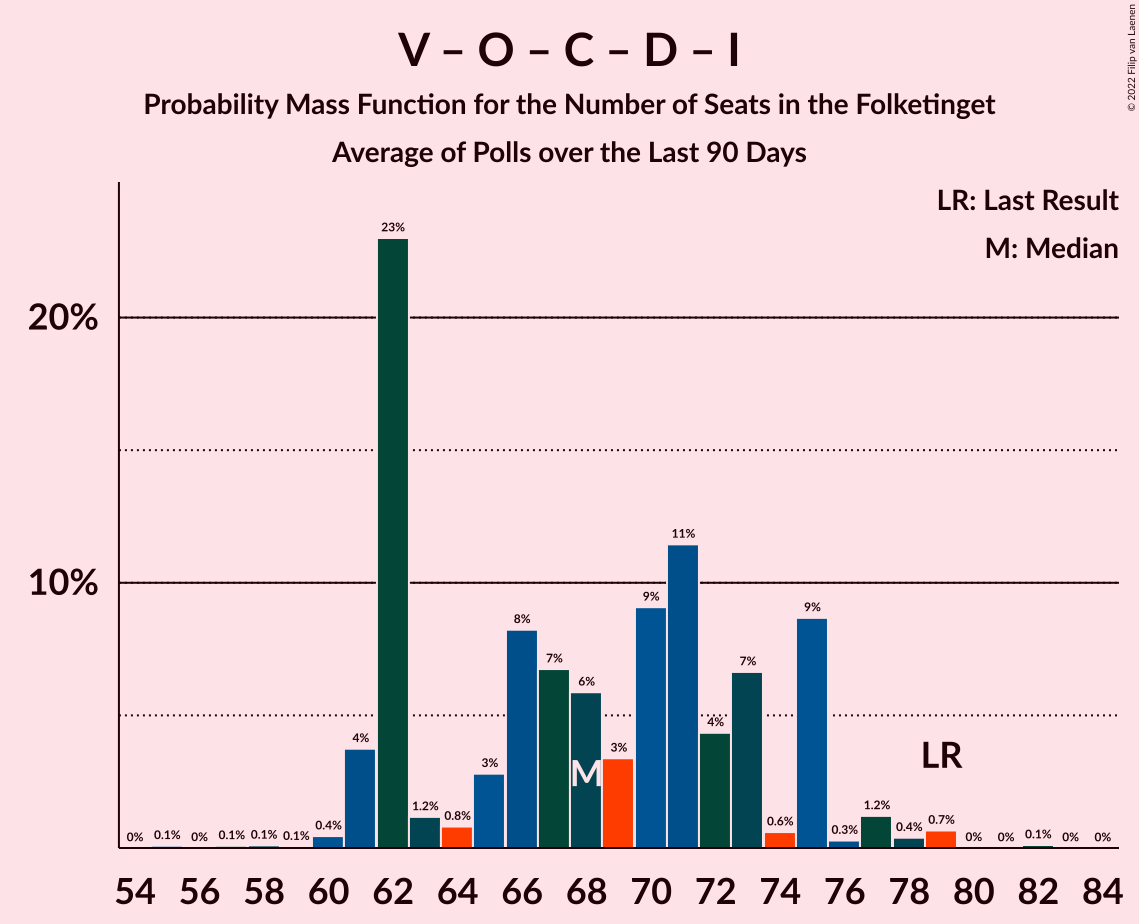 V – O – C – D – I
Probability Mass Function for the Number of Seats in the Folketinget
Average of Polls over the Last 90 Days
© 2022 Filip van Laenen
LR: Last Result
M: Median
20%
10%
0% 0.1% 0% 0.1% 0.1% 0.1% 0.4% 4% 23% 1.2% 0.8% 3% 8% 7% 6% 3% 9% 11% 4% 7% 0.6% 9% 0.3% 1.2% 0.4% 0.7% 0% 0% 0.1% 0% 0%
M
LR
54 56 58 60 62 64 66 68 70 72 74 76 78 80 82 84